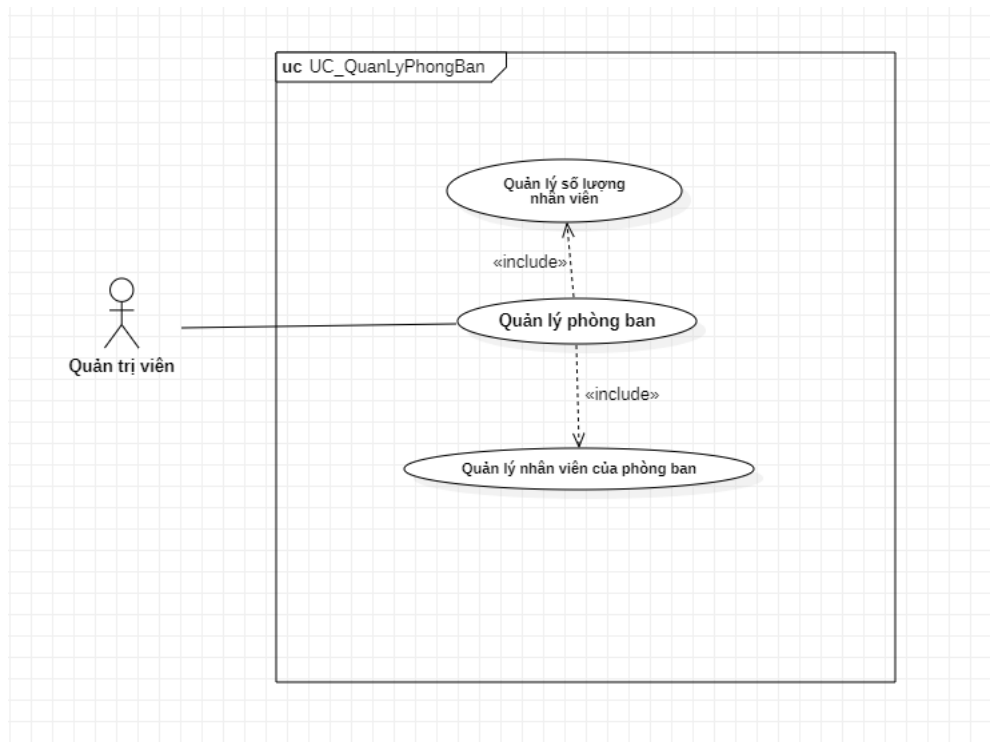 uc UC_QuanLyPhongBan
Quản lý số lượng
nhân viên
«include»
Quản lý phòng ban
Quản trị viên
«include»
Quản lý nhân viên của phòng ban